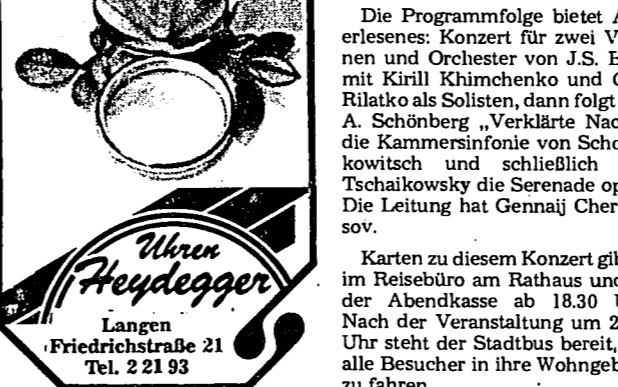 Uhren
Heydegger
Langen
Friedrichstraße 21
Tel. 2 21 93
Die Programmfolge bietet
erlesenes: Konzert für zwei
nen und Orchester von J.S.
mit Kirill Khimchenko und
Rilatko als Solisten, dann folgt
A. Schönberg „Verklärte
die Kammersinfonie von
kowitsch und schließlich
Tschaikowsky die Serenade
Die Leitung hat Gennaij
sov.
Karten zu diesem Konzert
im Reisebüro am Rathaus
der Abendkasse ab 18.30
Nach der Veranstaltung um
Uhr steht der Stadtbus bereit,
alle Besucher in ihre
zu fahren